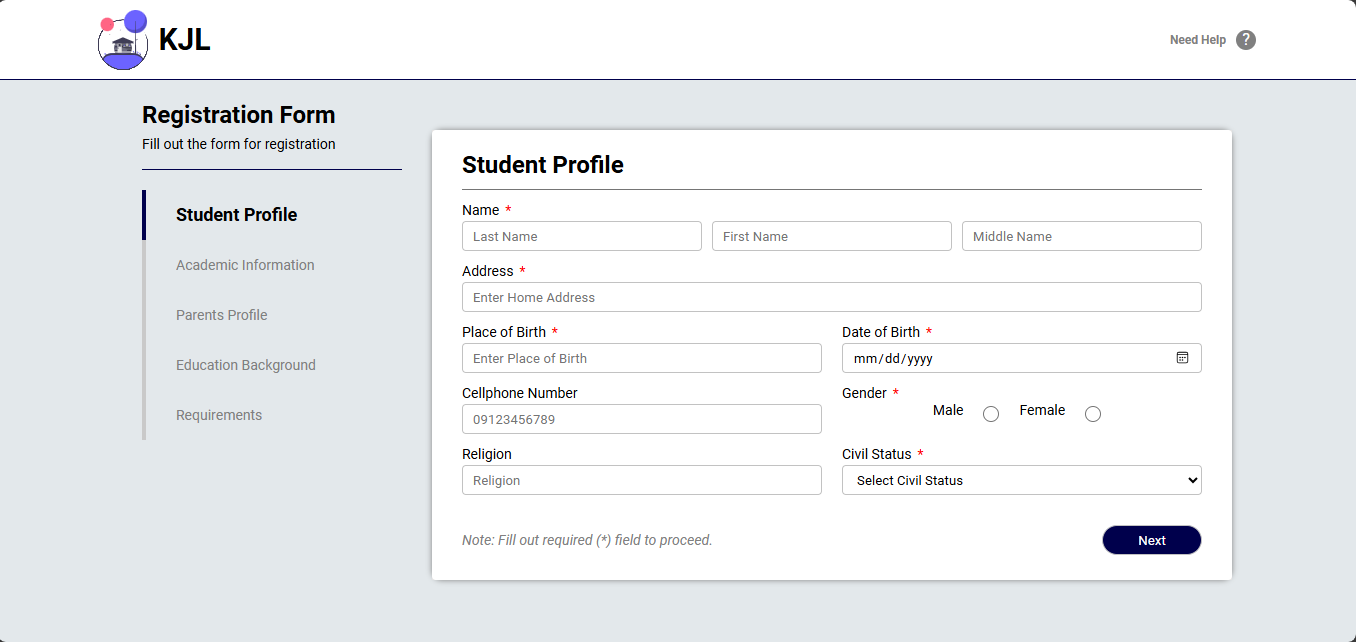 KJL
Need Help ?
Registration Form
Fill out the form for registration
Student Profile
Academic Information
Parents Profile
Education Background
Requirements
Student Profile
Name *
Last Name First Name Middle Name
Address *
Enter Home Address
Place of Birth * Date of Birth *
Enter Place of Birth mm/dd/yyyy
Cellphone Number Gender *
09123456789 Male Female
Religion Civil Status *
Religion Select Civil Status
Note: Fill out required (*) field to proceed. Next